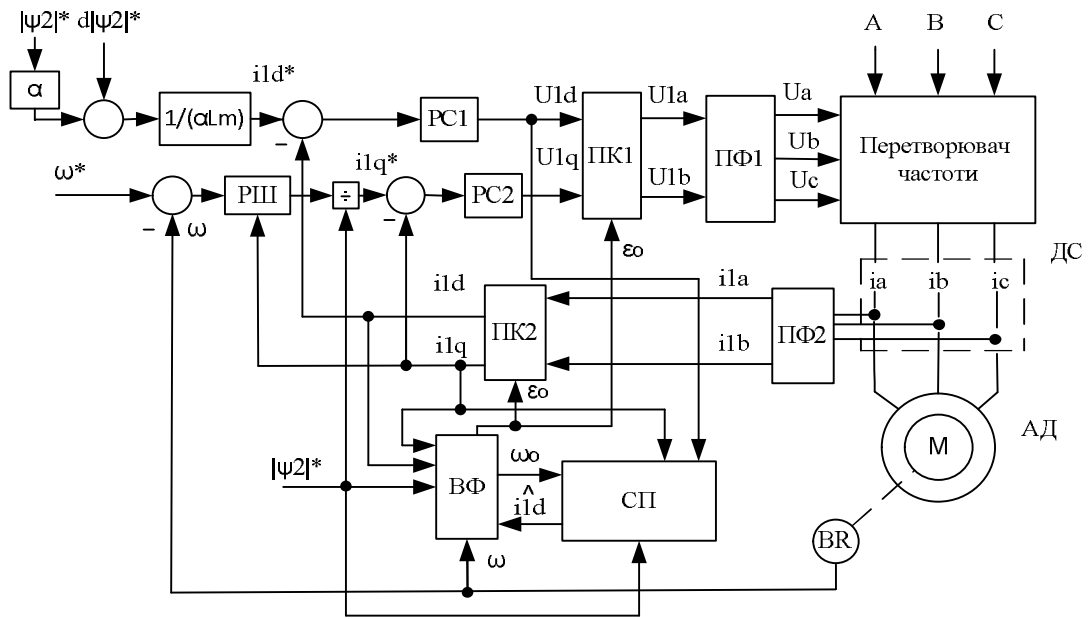 |ψ2|* d|ψ2|*
A B C
α
i1d*
1/(αLm)
PC1
U1d
U1a
Ua
ПК1
ПФ1
Перетворювач
частоти
U1q
U1b
Ub
Uc
ω*
i1q*
РШ
÷
PC2
ω
εo
ДС
ia ib ic
i1d
i1a
ПК2
ПФ2
i1q
i1b
εo
M
АД
|ψ2|*
ωo
ВФ
СП
î1d
BR
ω